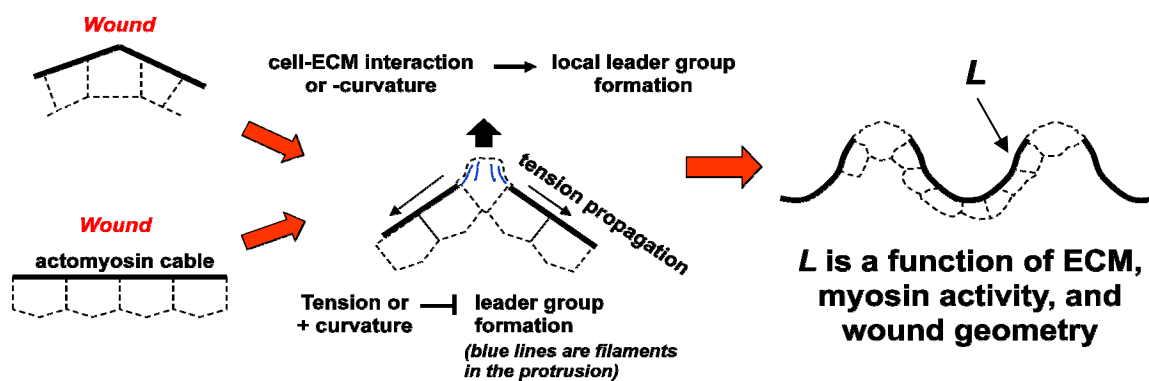 Wound
Wound
actomyosin cable
cell-ECM interaction
or -curvature
local leader group
formation
tension propagation
Tension or
+ curvature
leader group
formation
(blue lines are filaments
in the protrusion)
L
L is a function of ECM,
myosin activity, and
wound geometry